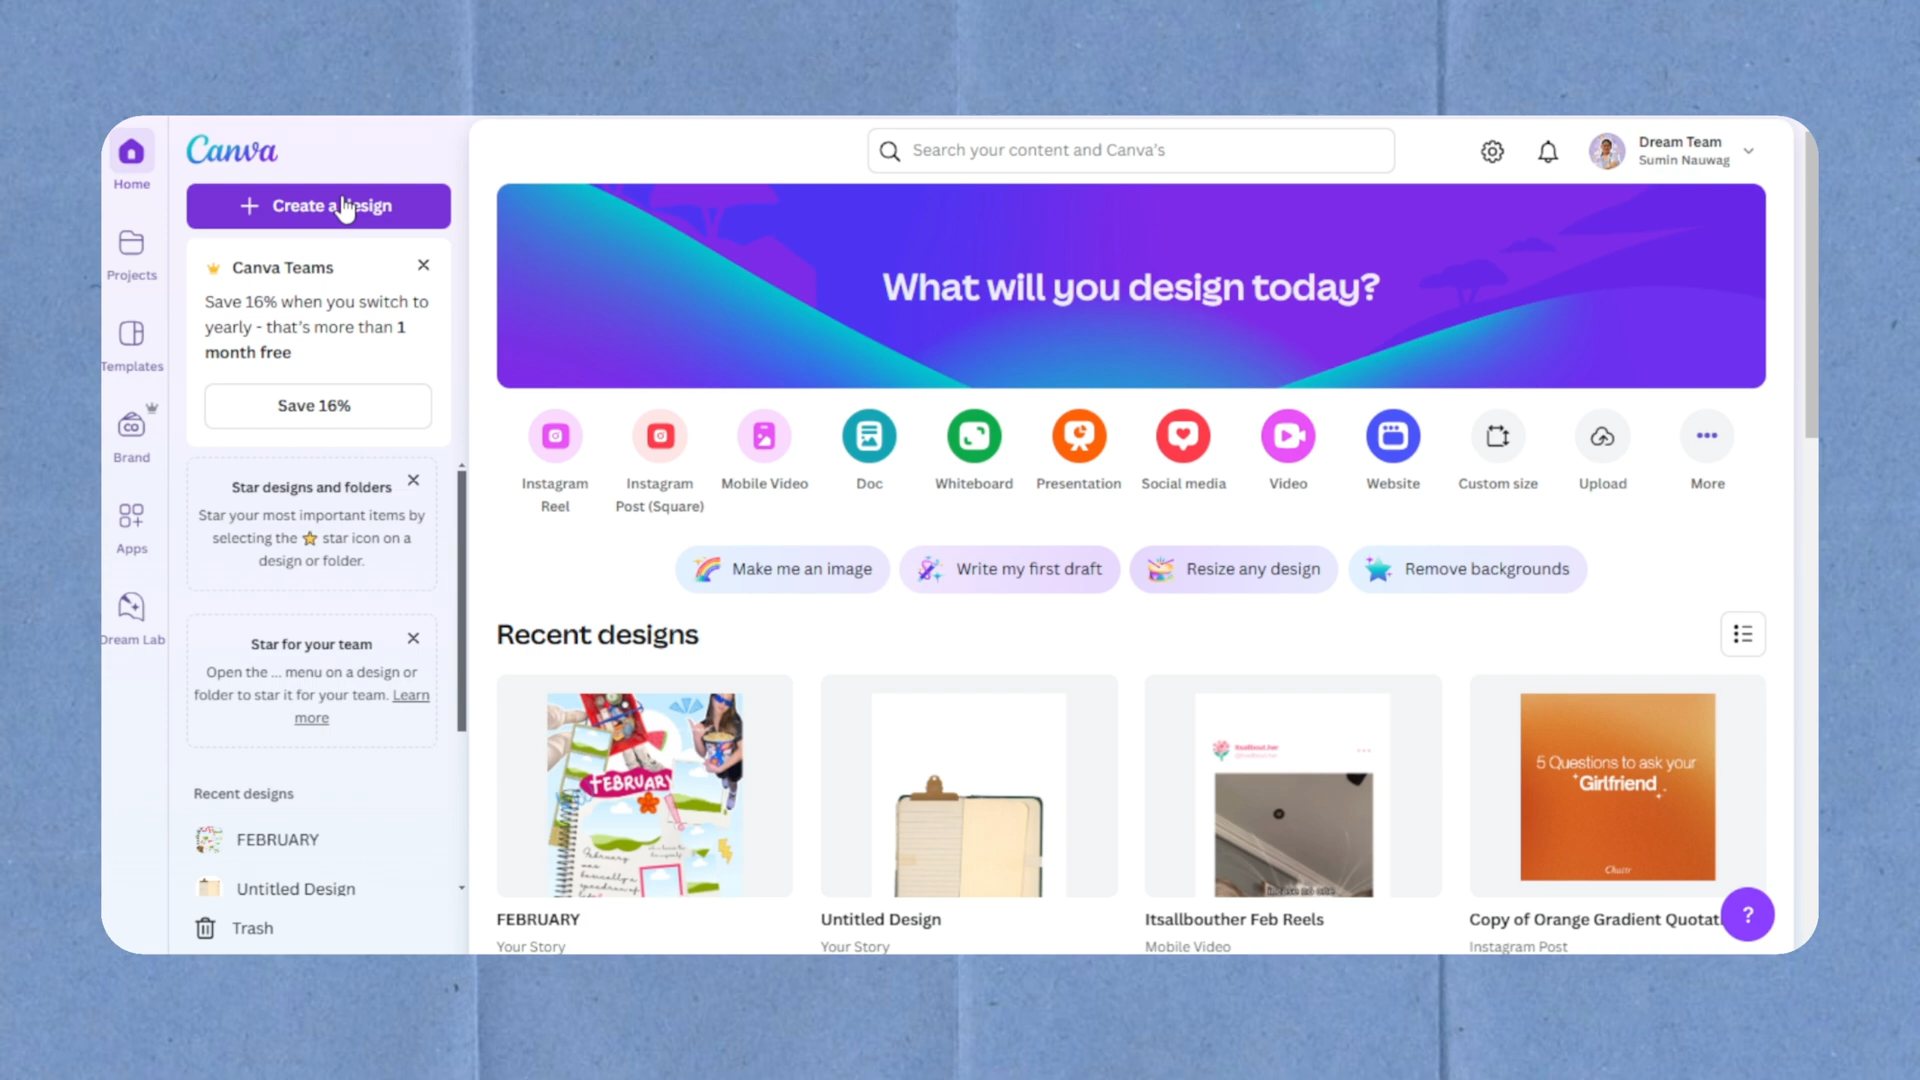 Home
Projects
Templates
Brand
Apps
Dream Lab
Canva
+ Create a design
Canva Teams
Save 16% when you switch to
yearly - that's more than 1
month free
Save 16%
Star designs and folders
Star your most important items by
selecting the ⭐ star icon on a
design or folder.
Star for your team
Open the ... menu on a design or
folder to star it for your team. Learn
more
Recent designs
FEBRUARY
Untitled Design
Trash
Search your content and Canva's
Dream Team
Sumin Nauwag
What will you design today?
Instagram
Reel
Instagram
Post (Square)
Mobile Video
Doc
Whiteboard
Presentation
Social media
Video
Website
Custom size
Upload
More
Make me an image
Write my first draft
Resize any design
Remove backgrounds
Recent designs
FEBRUARY
February
was
basically a
Itsallbout.her
5 Questions to ask your
Girlfriend
FEBRUARY
Your Story
Untitled Design
Your Story
Itsallbouther Feb Reels
Mobile Video
Copy of Orange Gradient Quotat
Instagram Post
?